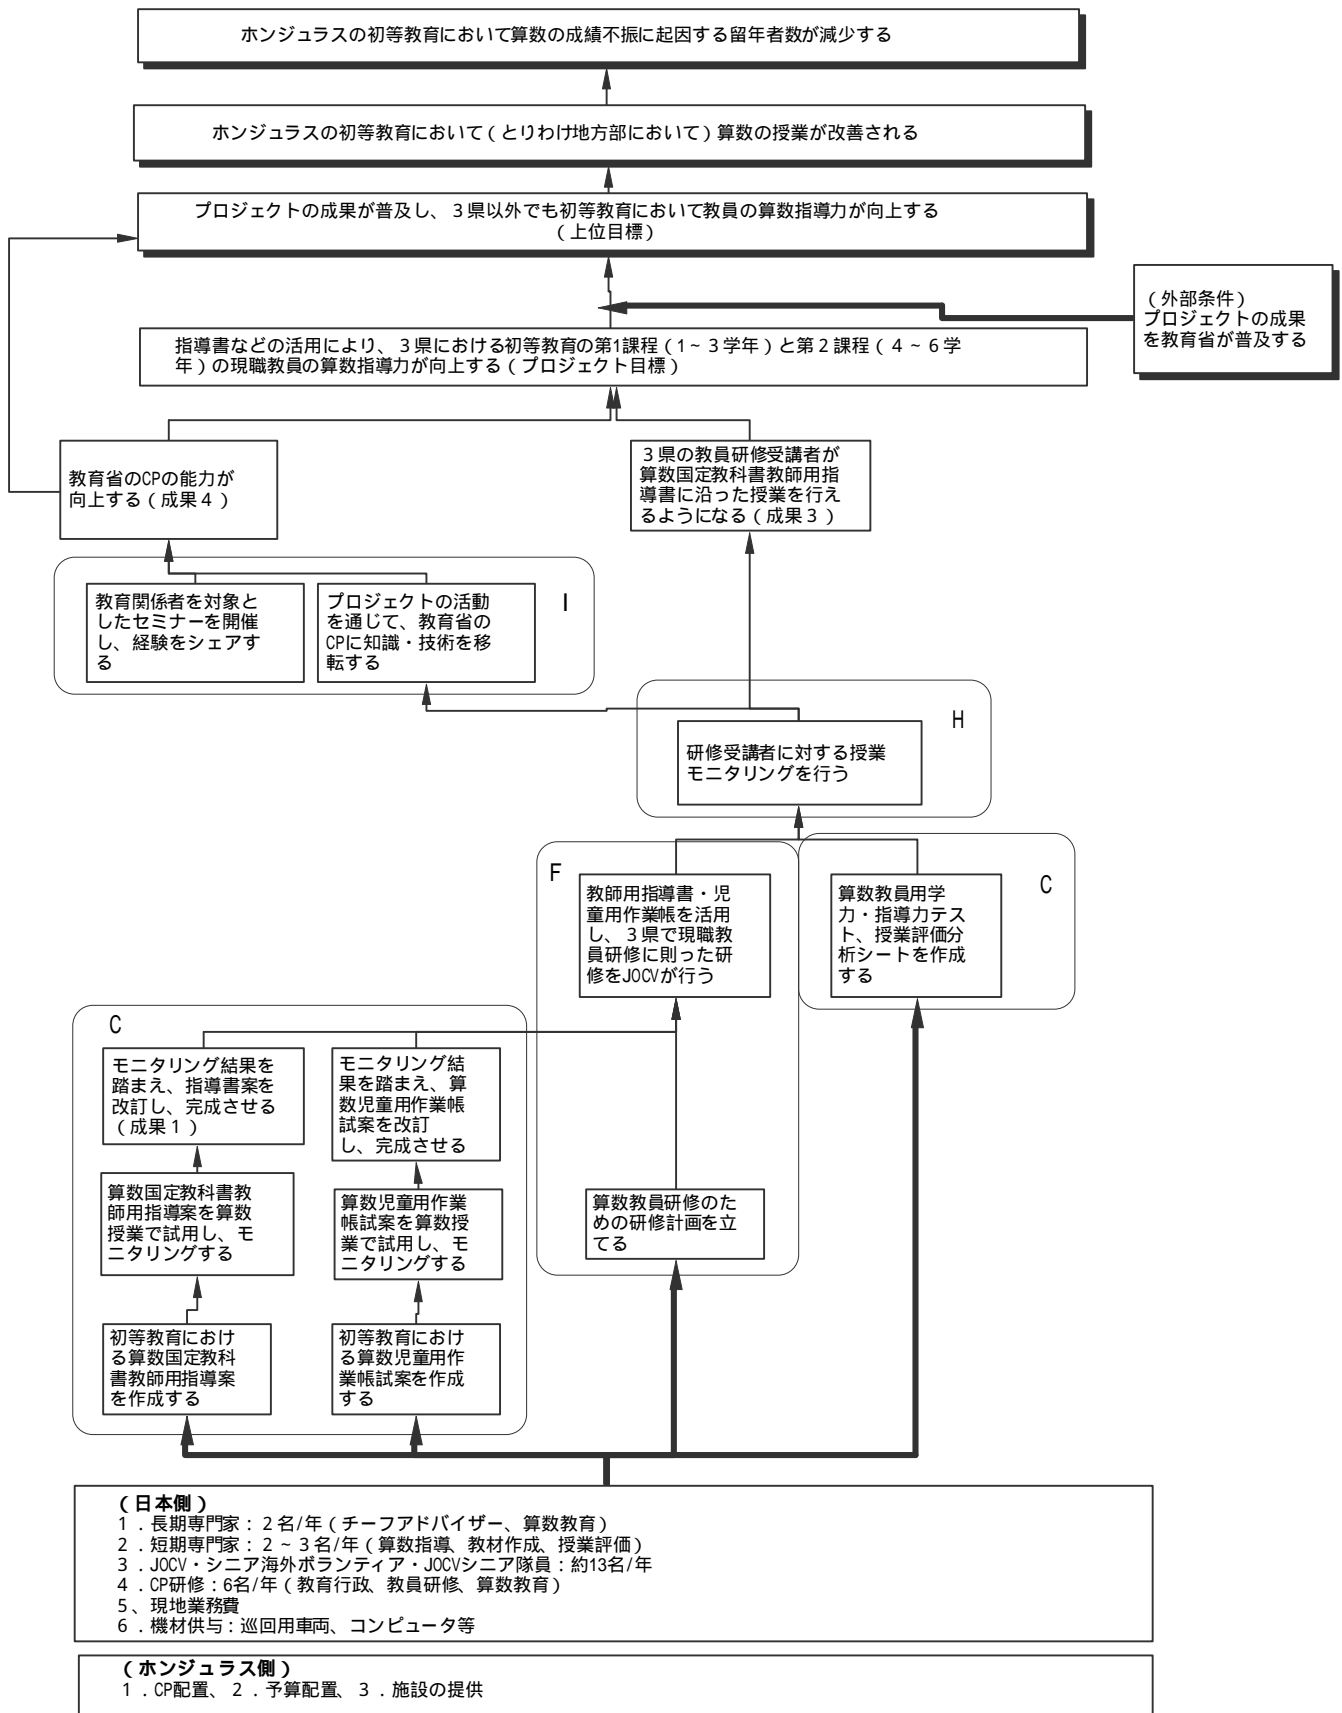 ホンジュラスの初等教育において算数の成績不振に起因する留年者数が減少する
ホンジュラスの初等教育において(とりわけ地方部において)算数の授業が改善される
プロジェクトの成果が普及し、3県以外でも初等教育において教員の算数指導力が向上する
(上位目標)
(外部条件)
プロジェクトの成果
を教育省が普及する
指導書などの活用により、3県における初等教育の第1課程(1~3学年)と第2課程(4~6学
年)の現職教員の算数指導力が向上する(プロジェクト目標)
教育省のCPの能力が
向上する(成果4)
3県の教員研修受講者が
算数国定教科書教師用指
導書に沿った授業を行え
るようになる(成果3)
教育関係者を対象と
したセミナーを開催
し、経験をシェアす
る
プロジェクトの活動
を通じて、教育省の
CPに知識・技術を移
転する
I
H
研修受講者に対する授業
モニタリングを行う
F
教師用指導書・児
童用作業帳を活用
し、3県で現職教
員研修に則った研
修をJOCVが行う
算数教員用学
力・指導力テス
ト、授業評価分
析シートを作成
する
C
C
モニタリング結果を
踏まえ、指導書案を
改訂し、完成させる
(成果1)
モニタリング結
果を踏まえ、算
数児童用作業帳
試案を改訂
し、完成させる
算数国定教科書教
師用指導案を算数
授業で試用し、モ
ニタリングする
算数児童用作業
帳試案を算数授
業で試用し、モ
ニタリングする
算数教員研修のた
めの研修計画を立
てる
初等教育におけ
る算数国定教科
書教師用指導案
を作成する
初等教育におけ
る算数児童用作
業帳試案を作成
する
(日本側)
1.長期専門家:2名/年(チーフアドバイザー、算数教育)
2.短期専門家:2~3名/年(算数指導、教材作成、授業評価)
3.JOCV・シニア海外ボランティア・JOCVシニア隊員:約13名/年
4.CP研修:6名/年(教育行政、教員研修、算数教育)
5、現地業務費
6.機材供与:巡回用車両、コンピュータ等
(ホンジュラス側)
1.CP配置、2.予算配置、3.施設の提供